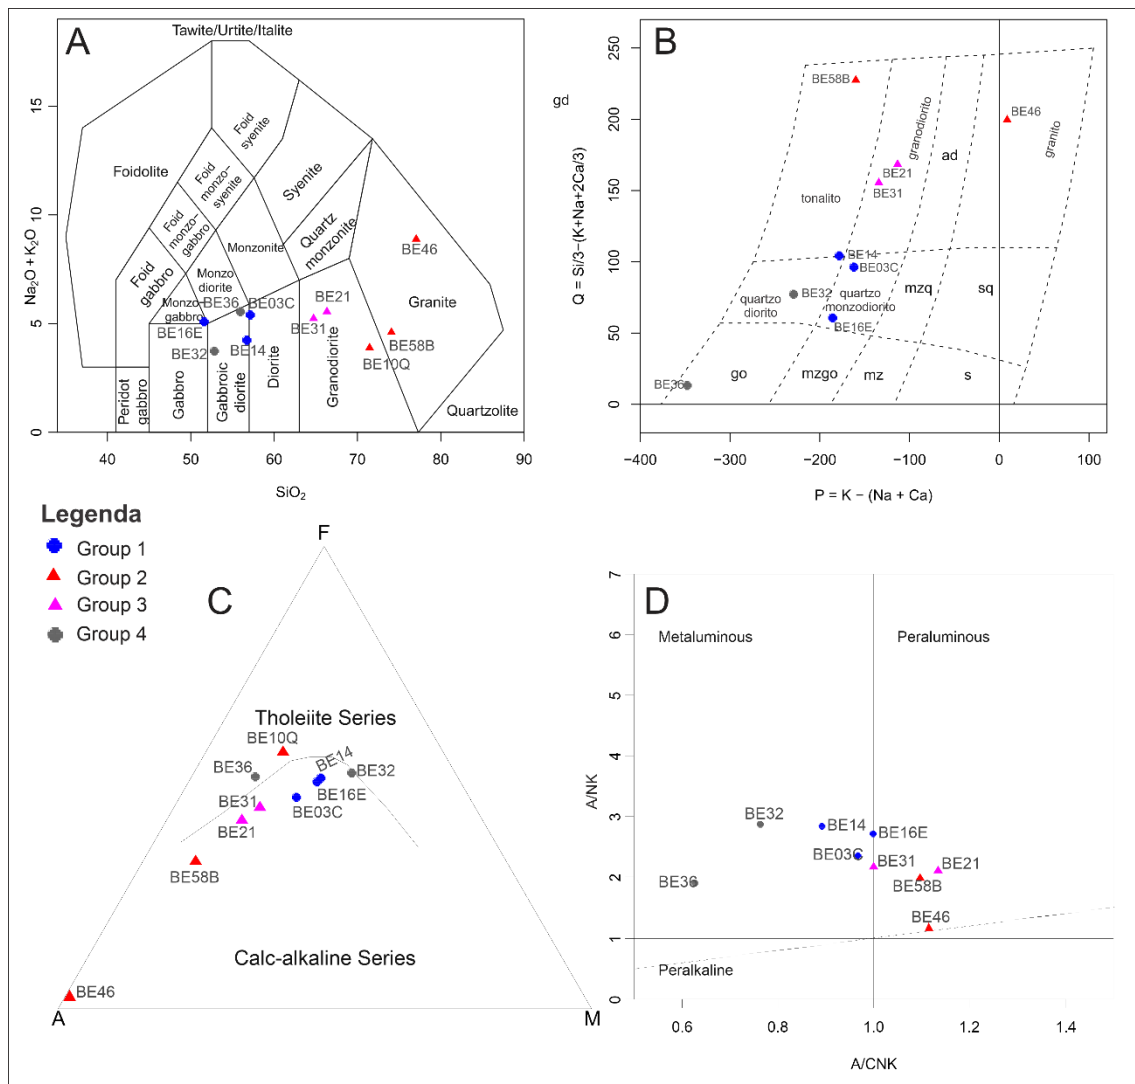 A
Tawite/Urtite/Italite
Foid
syenite
Foidolite
Foid
monzo-
syenite
Syenite
Foid
monzo-
gabbro
Quartz
monzonite
Monzonite
Foid
gabbro
Monzo
diorite
Monzo-
gabbro
BE46
BE36
BE03C
BE21
Granite
BE16E
BE31
BE58B
BE14
BE32
BE10Q
Peridot
gabbro
Gabbro
Gabbroic
diorite
Diorite
Granodiorite
Quartzolite
Na₂O + K₂O
0
5
10
15
40
50
60
70
80
90
SiO₂
B
gd
BE58B
BE46
granodiorito
granito
ad
BE21
BE31
tonalito
BE14
BE03C
BE32
quartzo
diorito
quartzo
monzodiorito
mzq
sq
BE16E
BE36
go
mzgo
mz
s
Q = Si/3−(K+Na+2Ca/3)
0
50
100
150
200
250
−400
−300
−200
−100
0
100
P = K − (Na + Ca)
Legenda
Group 1
Group 2
Group 3
Group 4
C
F
Tholeiite Series
BE10Q
BE14
BE36
BE32
BE16E
BE31
BE03C
BE21
BE58B
Calc-alkaline Series
BE46
A
M
D
Metaluminous
Peraluminous
BE32
BE14
BE16E
BE03C
BE31
BE21
BE36
BE58B
BE46
Peralkaline
A/NK
0
1
2
3
4
5
6
7
0.6
0.8
1.0
1.2
1.4
A/CNK